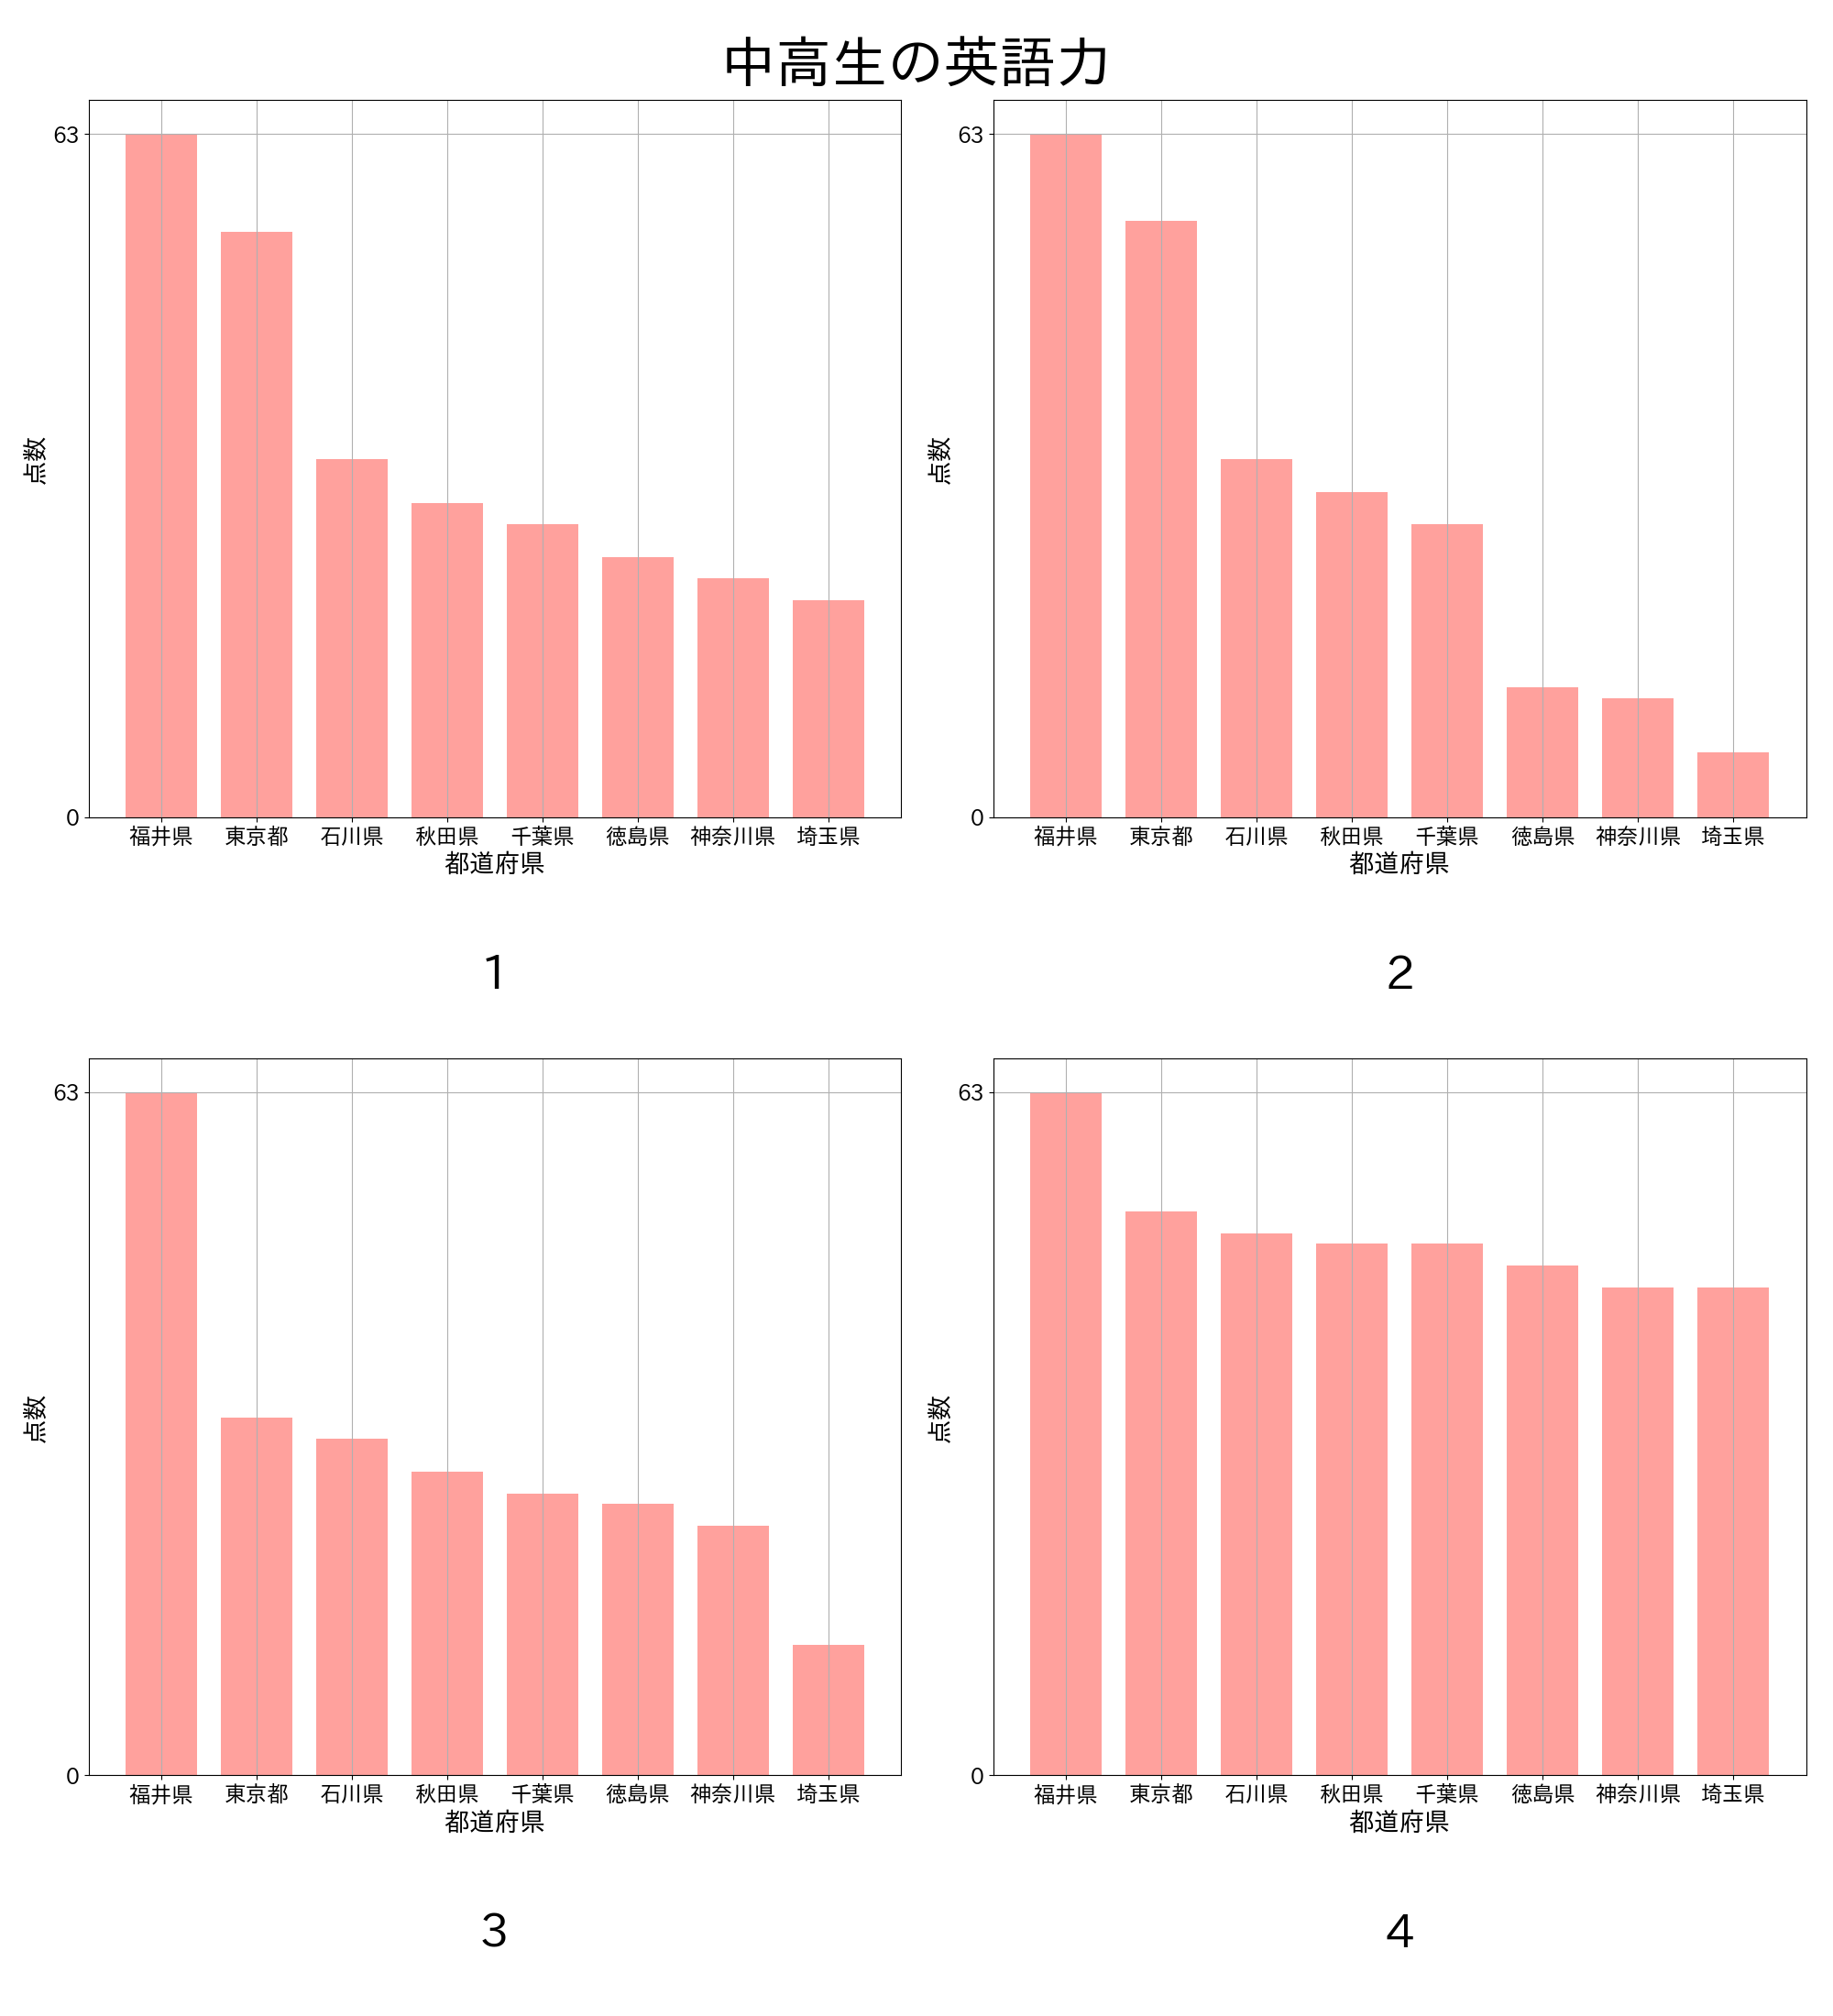 中高生の英語力
63
0
点数
福井県 東京都 石川県 秋田県 千葉県 徳島県 神奈川県 埼玉県
都道府県
1
63
0
点数
福井県 東京都 石川県 秋田県 千葉県 徳島県 神奈川県 埼玉県
都道府県
2
63
0
点数
福井県 東京都 石川県 秋田県 千葉県 徳島県 神奈川県 埼玉県
都道府県
3
63
0
点数
福井県 東京都 石川県 秋田県 千葉県 徳島県 神奈川県 埼玉県
都道府県
4